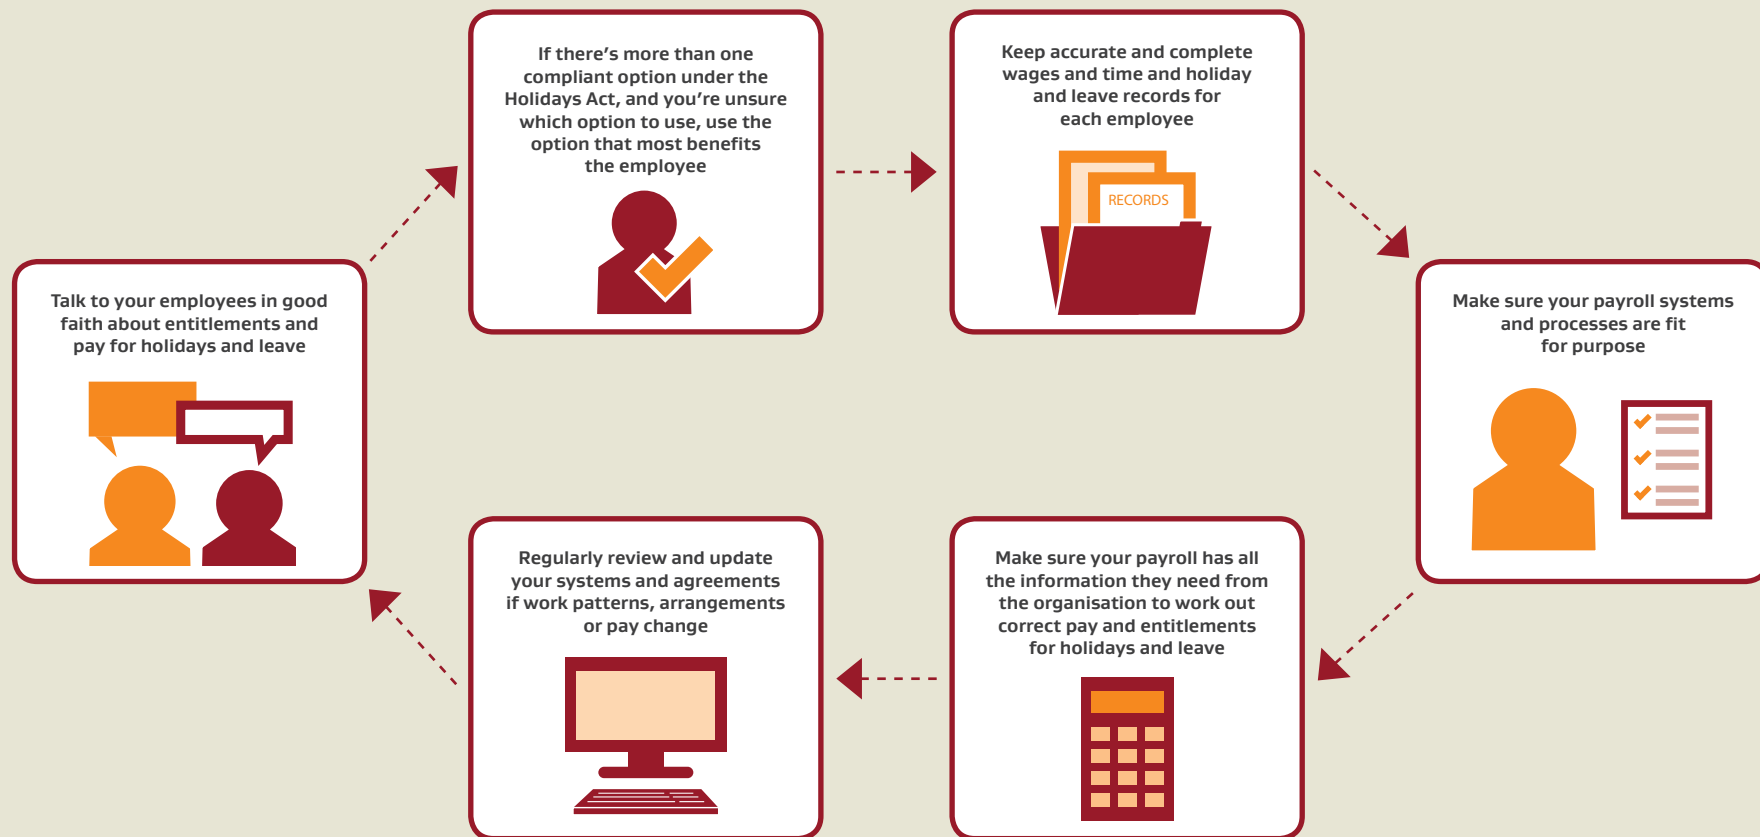 If there's more than one
compliant option under the
Holidays Act, and you're unsure
which option to use, use the
option that most benefits
the employee
Keep accurate and complete
wages and time and holiday
and leave records for
each employee
RECORDS
Talk to your employees in good
faith about entitlements and
pay for holidays and leave
Make sure your payroll systems
and processes are fit
for purpose
Regularly review and update
your systems and agreements
if work patterns, arrangements
or pay change
Make sure your payroll has all
the information they need from
the organisation to work out
correct pay and entitlements
for holidays and leave